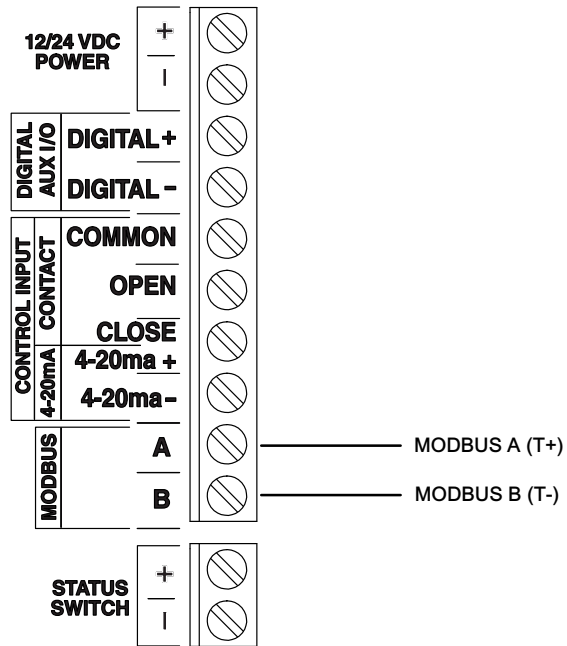 12/24 VDC
POWER
+
–
DIGITAL
AUX I/O
DIGITAL+
DIGITAL-
CONTROL INPUT
CONTACT
COMMON
OPEN
CLOSE
4-20mA
4-20ma +
4-20ma-
MODBUS
A
MODBUS A (T+)
B
MODBUS B (T-)
STATUS
SWITCH
+
–